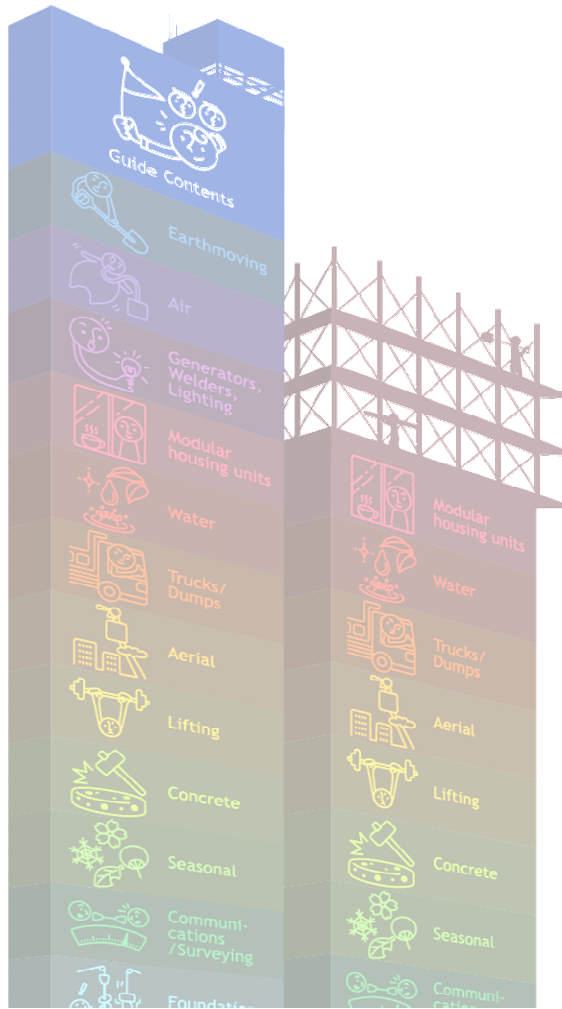 Guide Contents
Earthmoving
Air
Generators,
Welders,
Lighting
Modular
housing units
Water
Trucks/
Dumps
Aerial
Lifting
Concrete
Seasonal
Communi-
cations
/Surveying
Modular
housing units
Water
Trucks/
Dumps
Aerial
Lifting
Concrete
Seasonal
Communi-